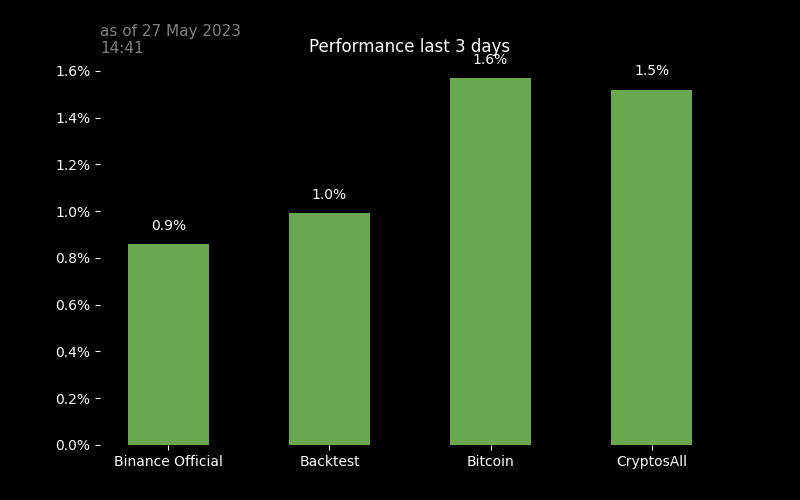 as of 27 May 2023
14:41
Performance last 3 days
1.6%
1.4%
1.2%
1.0%
0.8%
0.6%
0.4%
0.2%
0.0%
0.9%
1.0%
1.6%
1.5%
Binance Official
Backtest
Bitcoin
CryptosAll